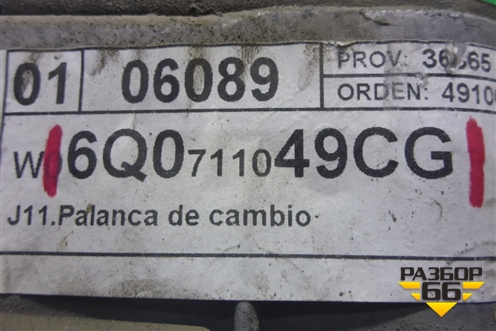 01 06089 PROV: 36
ORDEN: 4910
W 6Q0711049CG
J11.Palanca de cambio
РАЗБОР
66